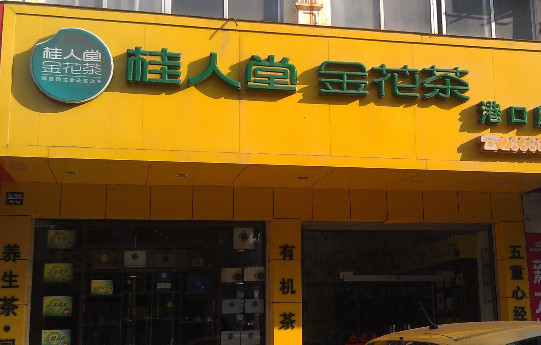 桂人堂
金花茶
桂人堂 金花茶
港口
养生茶·
有机茶
五重心经